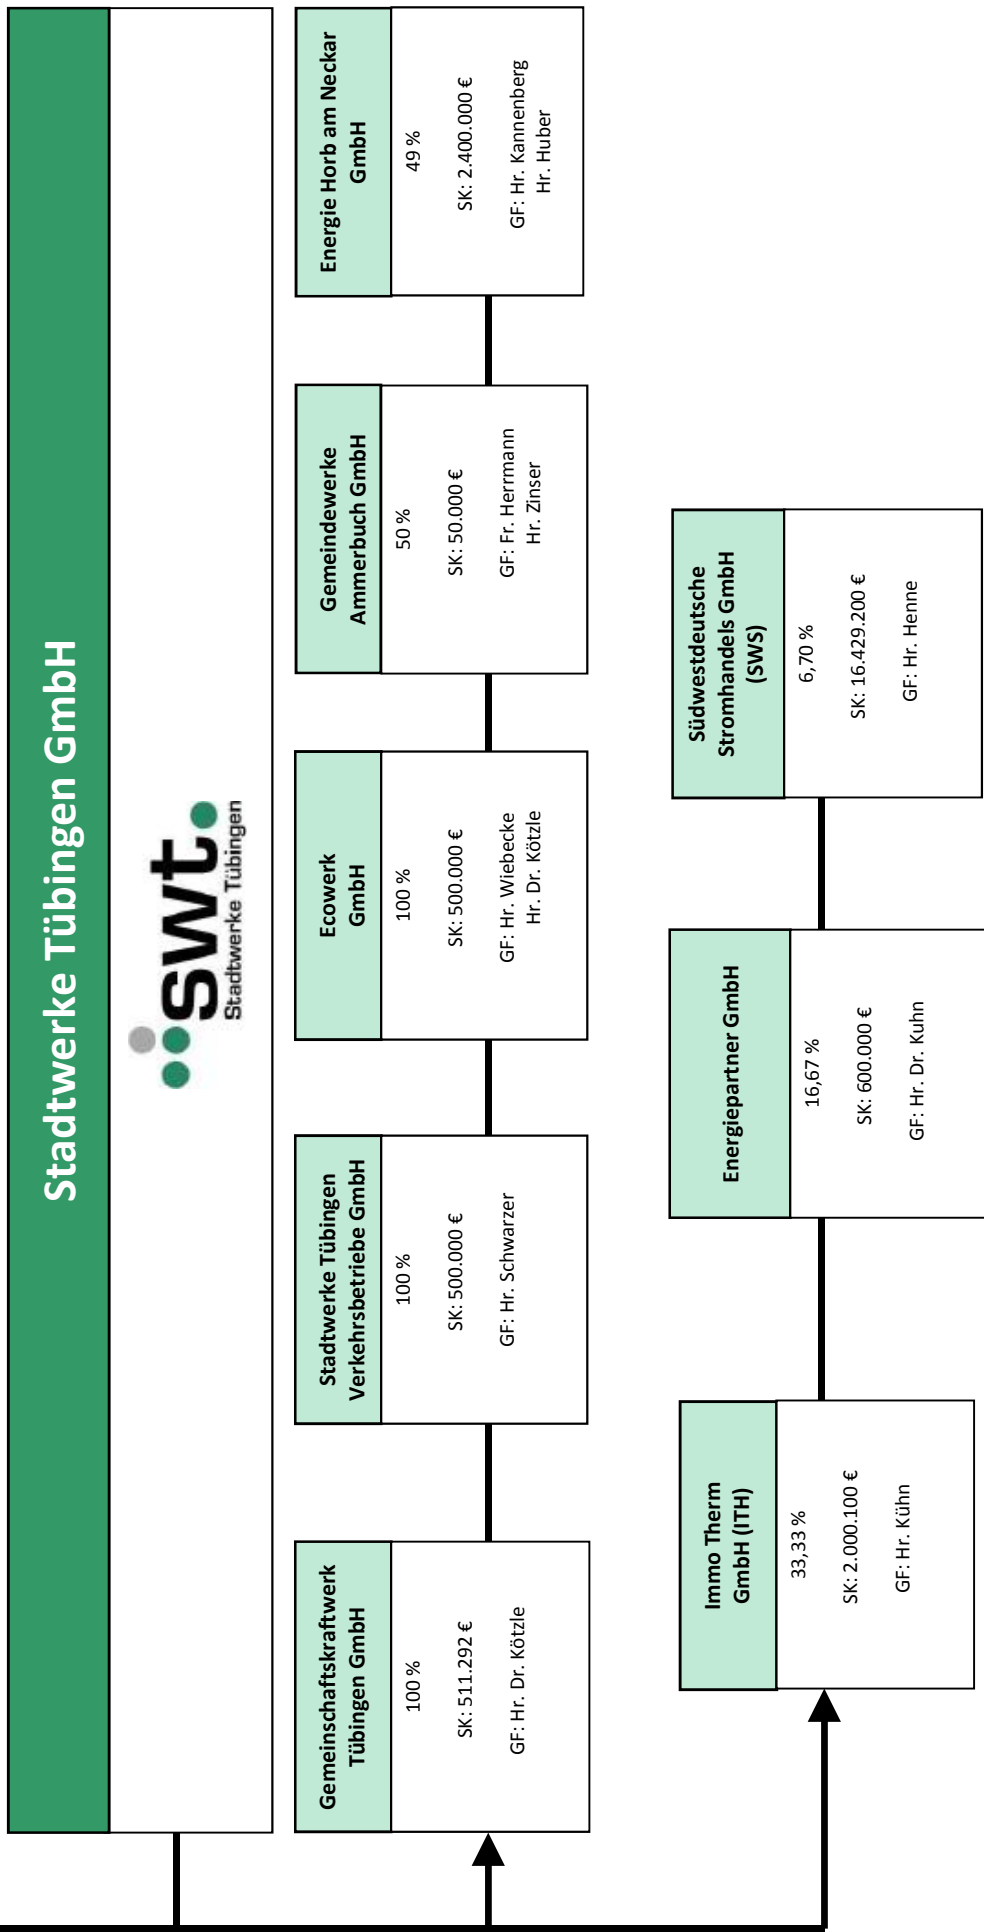 Stadtwerke Tübingen GmbH
swt.
Stadtwerke Tübingen
Gemeinschaftskraftwerk
Tübingen GmbH
100 %
SK: 511.292 €
GF: Hr. Dr. Kötzle
Stadtwerke Tübingen
Verkehrsbetriebe GmbH
100 %
SK: 500.000 €
GF: Hr. Schwarzer
Ecowerk
GmbH
100 %
SK: 500.000 €
GF: Hr. Wiebecke
Hr. Dr. Kötzle
Gemeindewerke
Ammerbuch GmbH
50 %
SK: 50.000 €
GF: Fr. Herrmann
Hr. Zinser
Energie Horb am Neckar
GmbH
49 %
SK: 2.400.000 €
GF: Hr. Kannenberg
Hr. Huber
Immo Therm
GmbH (ITH)
33,33 %
SK: 2.000.100 €
GF: Hr. Kühn
Energiepartner GmbH
16,67 %
SK: 600.000 €
GF: Hr. Dr. Kuhn
Südwestdeutsche
Stromhandels GmbH
(SWS)
6,70 %
SK: 16.429.200 €
GF: Hr. Henne